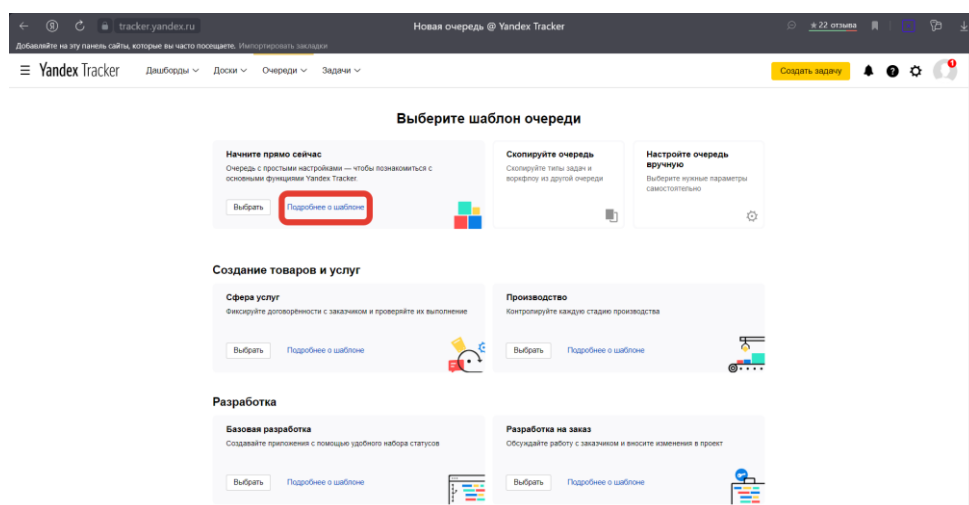 tracker.yandex.ru
Новая очередь @ Yandex Tracker
22 отзыва
Добавляйте на эту панель сайты, которые вы часто посещаете. Импортировать закладки
Yandex Tracker
Дашборды
Доски
Очереди
Задачи
Создать задачу
1
Выберите шаблон очереди
Начните прямо сейчас
Очередь с простыми настройками — чтобы познакомиться с
основными функциями Yandex Tracker.
Выбрать
Подробнее о шаблоне
Скопируйте очередь
Скопируйте типы задач и
воркфлоу из другой очереди
Настройте очередь
вручную
Выберите нужные параметры
самостоятельно
Создание товаров и услуг
Сфера услуг
Фиксируйте договорённости с заказчиком и проверяйте их выполнение
Выбрать
Подробнее о шаблоне
Производство
Контролируйте каждую стадию производства
Выбрать
Подробнее о шаблоне
Разработка
Базовая разработка
Создавайте приложения с помощью удобного набора статусов
Выбрать
Подробнее о шаблоне
Разработка на заказ
Обсуждайте работу с заказчиком и вносите изменения в проект
Выбрать
Подробнее о шаблоне